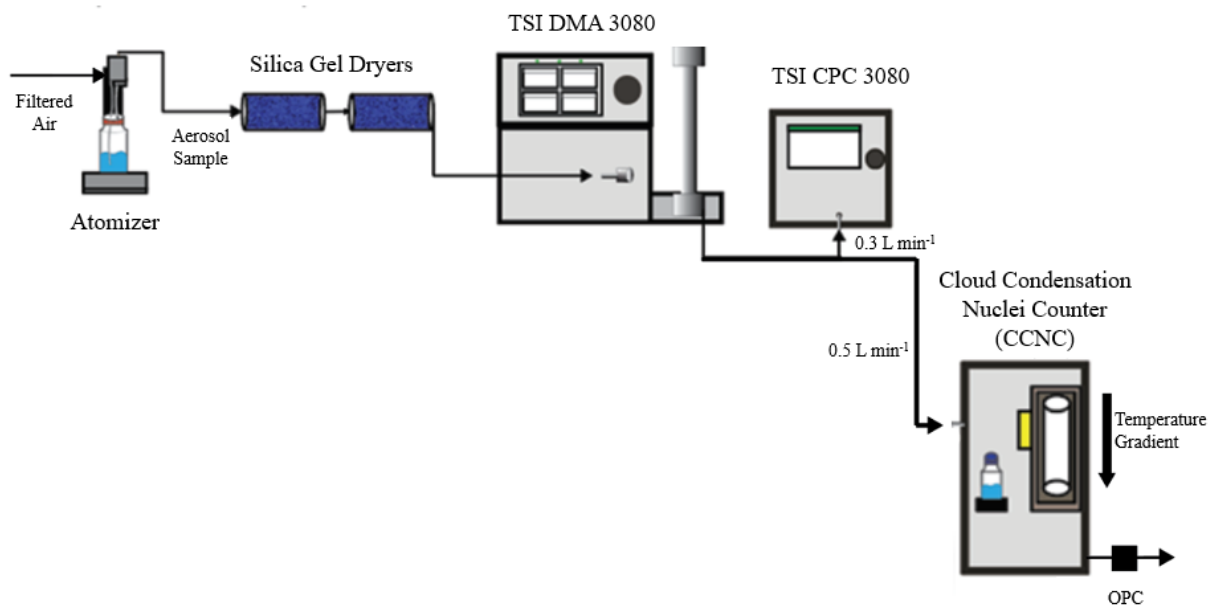 TSI DMA 3080
Silica Gel Dryers
TSI CPC 3080
Filtered
Air
Aerosol
Sample
Atomizer
0.3 L min⁻¹
Cloud Condensation
Nuclei Counter
(CCNC)
0.5 L min⁻¹
Temperature
Gradient
OPC